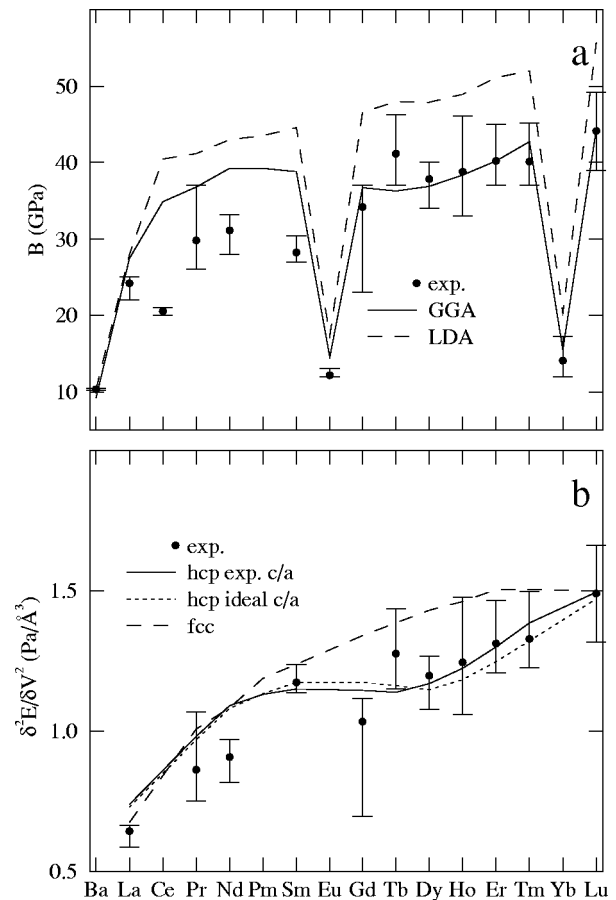 a
50
40
30
20
10
B (GPa)
exp.
GGA
LDA
b
exp.
hcp exp. c/a
hcp ideal c/a
fcc
1.5
1.0
0.5
δ²E/δV² (Pa/Å³)
Ba La Ce Pr Nd Pm Sm Eu Gd Tb Dy Ho Er Tm Yb Lu